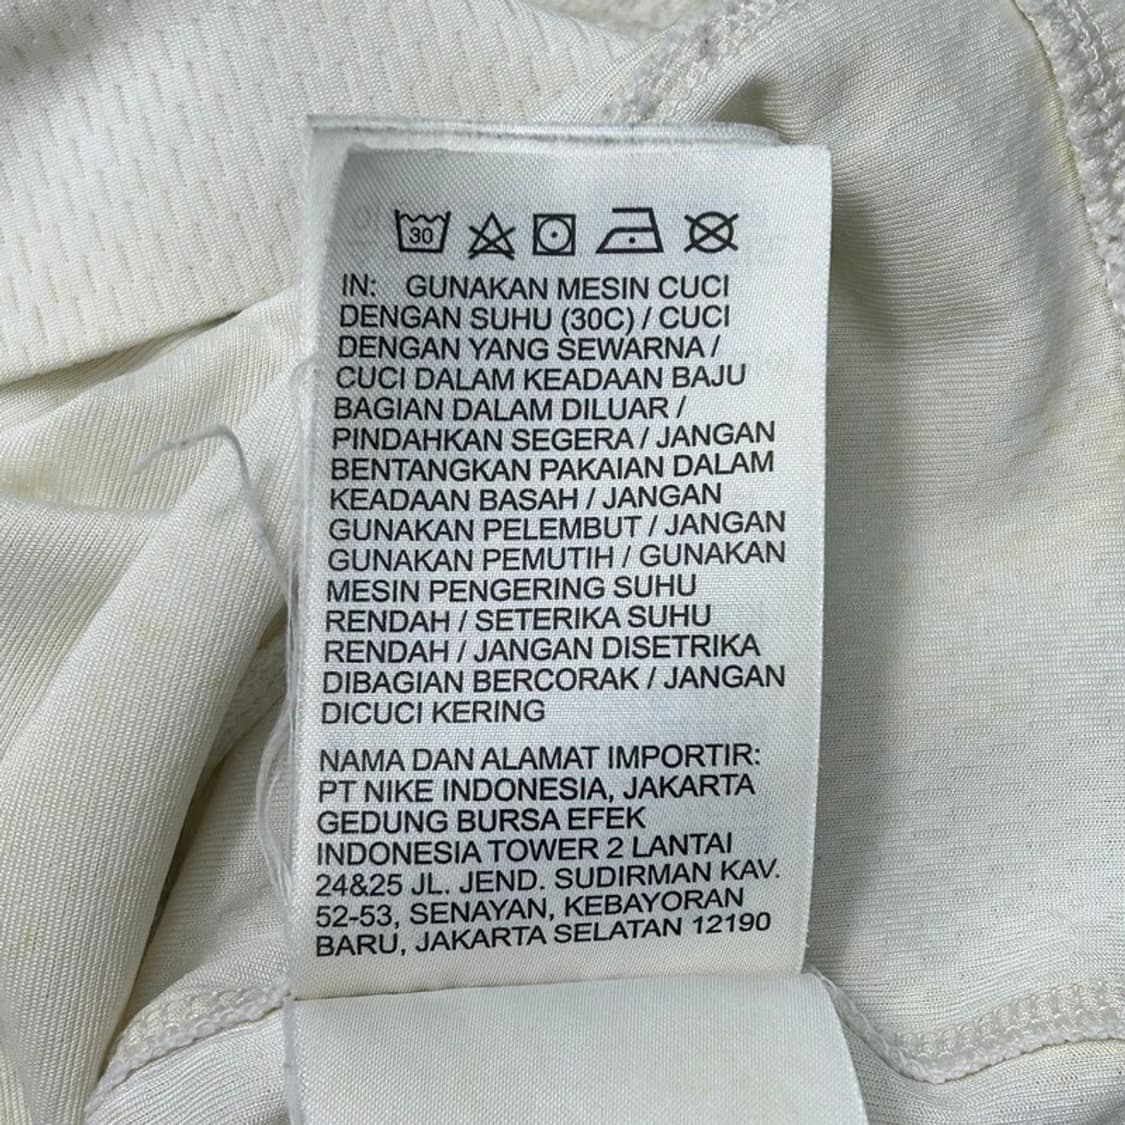 30
IN: GUNAKAN MESIN CUCI
DENGAN SUHU (30C) / CUCI
DENGAN YANG SEWARNA /
CUCI DALAM KEADAAN BAJU
BAGIAN DALAM DILUAR /
PINDAHKAN SEGERA / JANGAN
BENTANGKAN PAKAIAN DALAM
KEADAAN BASAH / JANGAN
GUNAKAN PELEMBUT / JANGAN
GUNAKAN PEMUTIH / GUNAKAN
MESIN PENGERING SUHU
RENDAH / SETERIKA SUHU
RENDAH / JANGAN DISETRIKA
DIBAGIAN BERCORAK / JANGAN
DICUCI KERING
NAMA DAN ALAMAT IMPORTIR:
PT NIKE INDONESIA, JAKARTA
GEDUNG BURSA EFEK
INDONESIA TOWER 2 LANTAI
24&25 JL. JEND. SUDIRMAN KAV.
52-53, SENAYAN, KEBAYORAN
BARU, JAKARTA SELATAN 12190